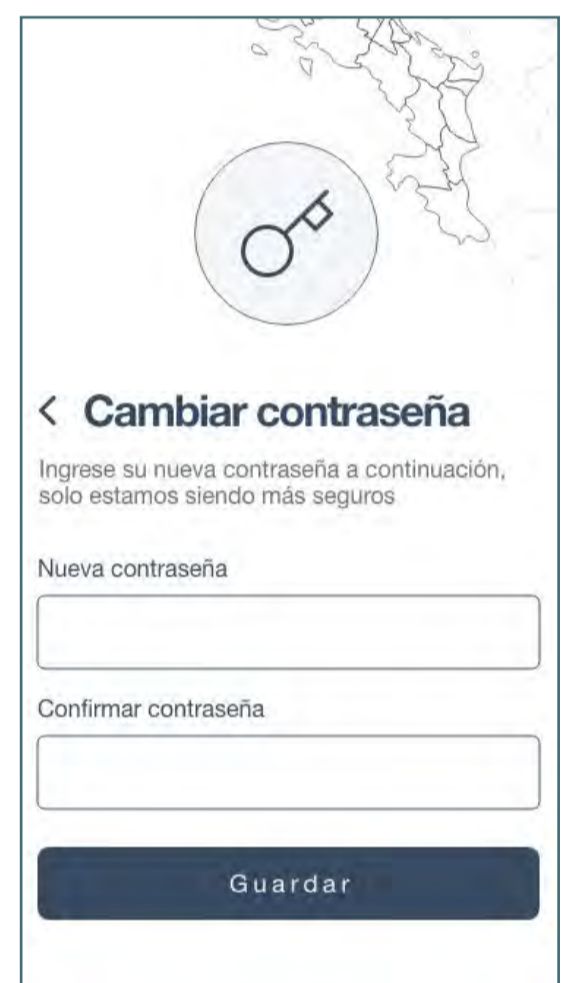 Cambiar contraseña
Ingrese su nueva contraseña a continuación,
solo estamos siendo más seguros
Nueva contraseña
Confirmar contraseña
Guardar